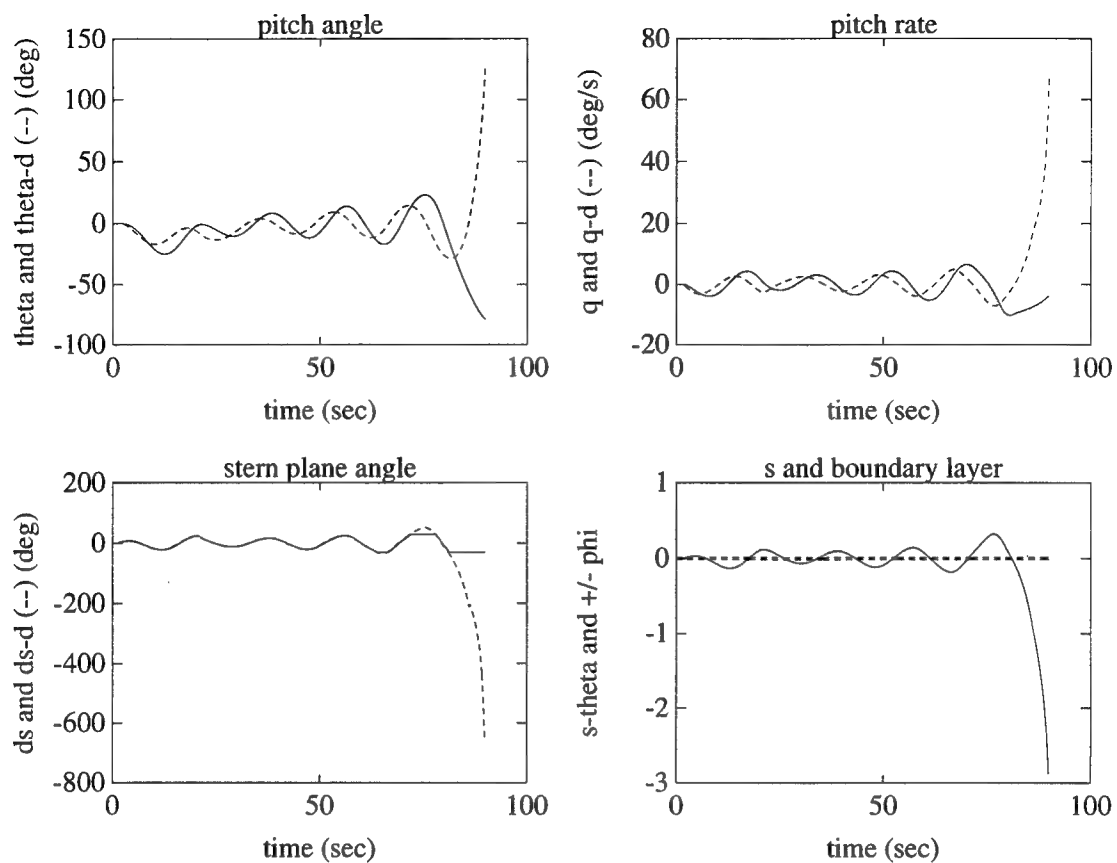 pitch angle
theta and theta-d (--) (deg)
150
100
50
0
-50
-100
0
50
100
time (sec)
pitch rate
q and q-d (--) (deg/s)
80
60
40
20
0
-20
0
50
100
time (sec)
stern plane angle
ds and ds-d (--) (deg)
200
0
-200
-400
-600
-800
0
50
100
time (sec)
s and boundary layer
s-theta and +/- phi
1
0
-1
-2
-3
0
50
100
time (sec)